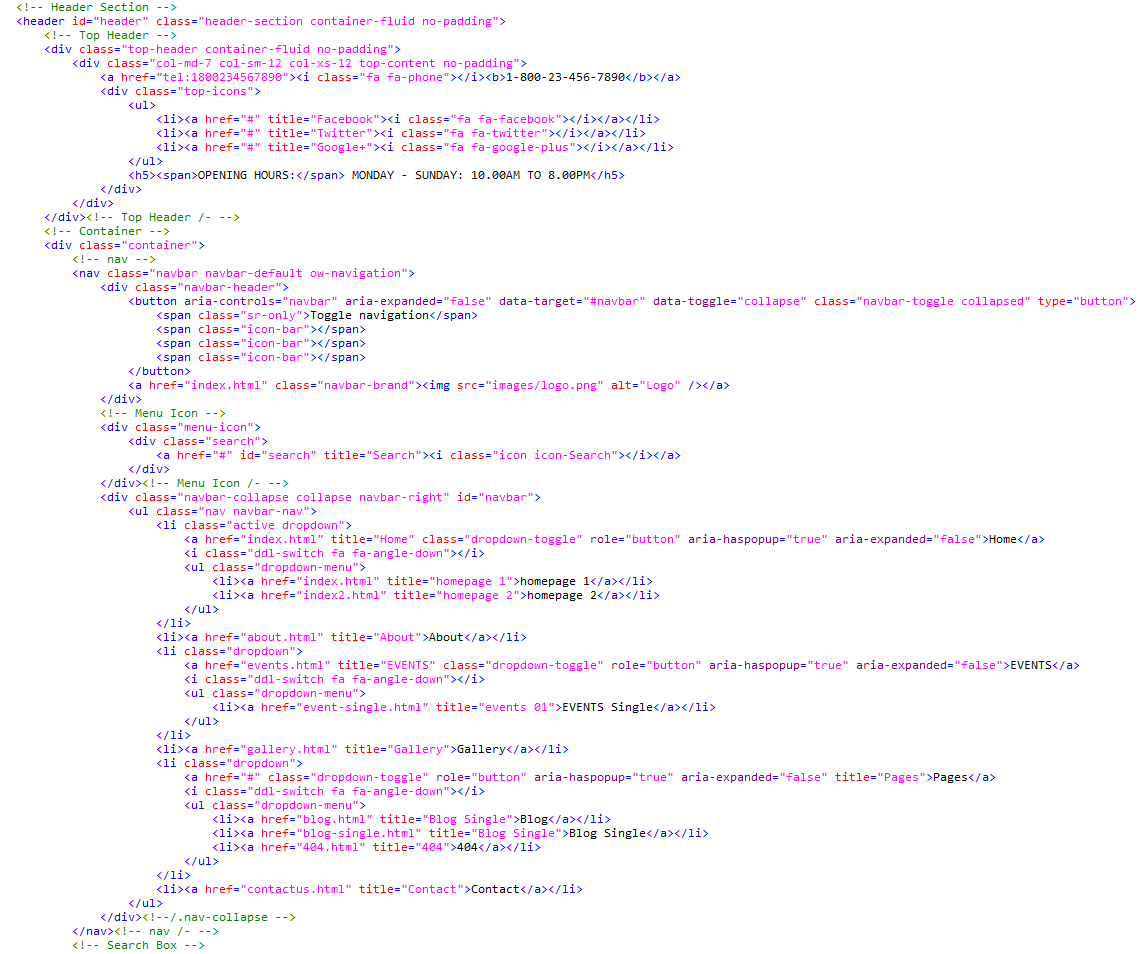 <!-- Header Section -->
<header id="header" class="header-section container-fluid no-padding">
<!-- Top Header -->
<div class="top-header container-fluid no-padding">
<div class="col-md-7 col-sm-12 col-xs-12 top-content no-padding">
<a href="tel:1800234567890"><i class="fa fa-phone"></i><b>1-800-23-456-7890</b></a>
<div class="top-icons">
<ul>
<li><a href="#" title="Facebook"><i class="fa fa-facebook"></i></a></li>
<li><a href="#" title="Twitter"><i class="fa fa-twitter"></i></a></li>
<li><a href="#" title="Google+"><i class="fa fa-google-plus"></i></a></li>
</ul>
<h5><span>OPENING HOURS:</span> MONDAY - SUNDAY: 10.00AM TO 8.00PM</h5>
</div>
</div>
</div><!-- Top Header /- -->
<!-- Container -->
<div class="container">
<!-- nav -->
<nav class="navbar navbar-default ow-navigation">
<div class="navbar-header">
<button aria-controls="navbar" aria-expanded="false" data-target="#navbar" data-toggle="collapse" class="navbar-toggle collapsed" type="button">
<span class="sr-only">Toggle navigation</span>
<span class="icon-bar"></span>
<span class="icon-bar"></span>
<span class="icon-bar"></span>
</button>
<a href="index.html" class="navbar-brand"><img src="images/logo.png" alt="Logo" /></a>
</div>
<!-- Menu Icon -->
<div class="menu-icon">
<div class="search">
<a href="#" id="search" title="Search"><i class="icon icon-Search"></i></a>
</div>
</div><!-- Menu Icon /- -->
<div class="navbar-collapse collapse navbar-right" id="navbar">
<ul class="nav navbar-nav">
<li class="active dropdown">
<a href="index.html" title="Home" class="dropdown-toggle" role="button" aria-haspopup="true" aria-expanded="false">Home</a>
<i class="ddl-switch fa fa-angle-down"></i>
<ul class="dropdown-menu">
<li><a href="index.html" title="homepage 1">homepage 1</a></li>
<li><a href="index2.html" title="homepage 2">homepage 2</a></li>
</ul>
</li>
<li><a href="about.html" title="About">About</a></li>
<li class="dropdown">
<a href="events.html" title="EVENTS" class="dropdown-toggle" role="button" aria-haspopup="true" aria-expanded="false">EVENTS</a>
<i class="ddl-switch fa fa-angle-down"></i>
<ul class="dropdown-menu">
<li><a href="event-single.html" title="events 01">EVENTS Single</a></li>
</ul>
</li>
<li><a href="gallery.html" title="Gallery">Gallery</a></li>
<li class="dropdown">
<a href="#" class="dropdown-toggle" role="button" aria-haspopup="true" aria-expanded="false" title="Pages">Pages</a>
<i class="ddl-switch fa fa-angle-down"></i>
<ul class="dropdown-menu">
<li><a href="blog.html" title="Blog Single">Blog</a></li>
<li><a href="blog-single.html" title="Blog Single">Blog Single</a></li>
<li><a href="404.html" title="404">404</a></li>
</ul>
</li>
<li><a href="contactus.html" title="Contact">Contact</a></li>
</ul>
</div><!--/.nav-collapse -->
</nav><!-- nav /- -->
<!-- Search Box -->